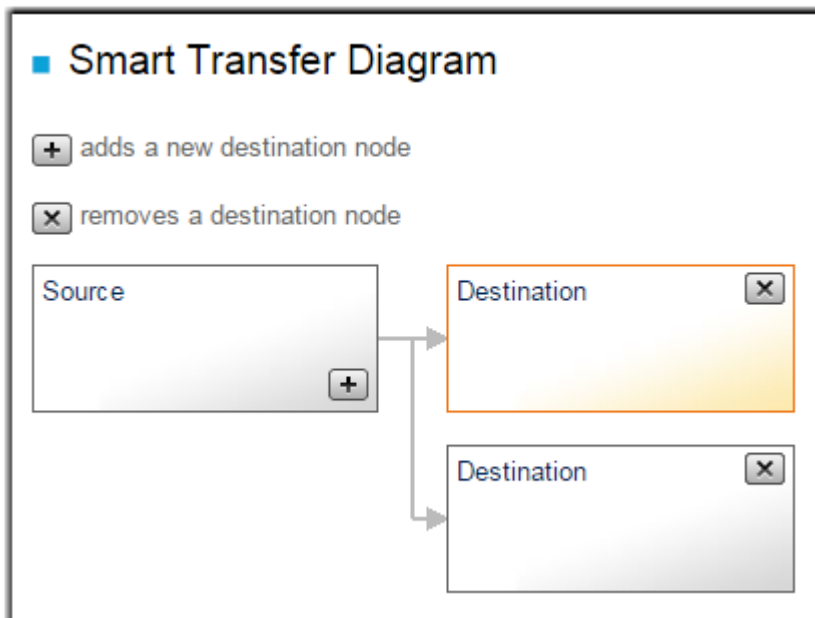 Smart Transfer Diagram
adds a new destination node
removes a destination node
Source
Destination
Destination